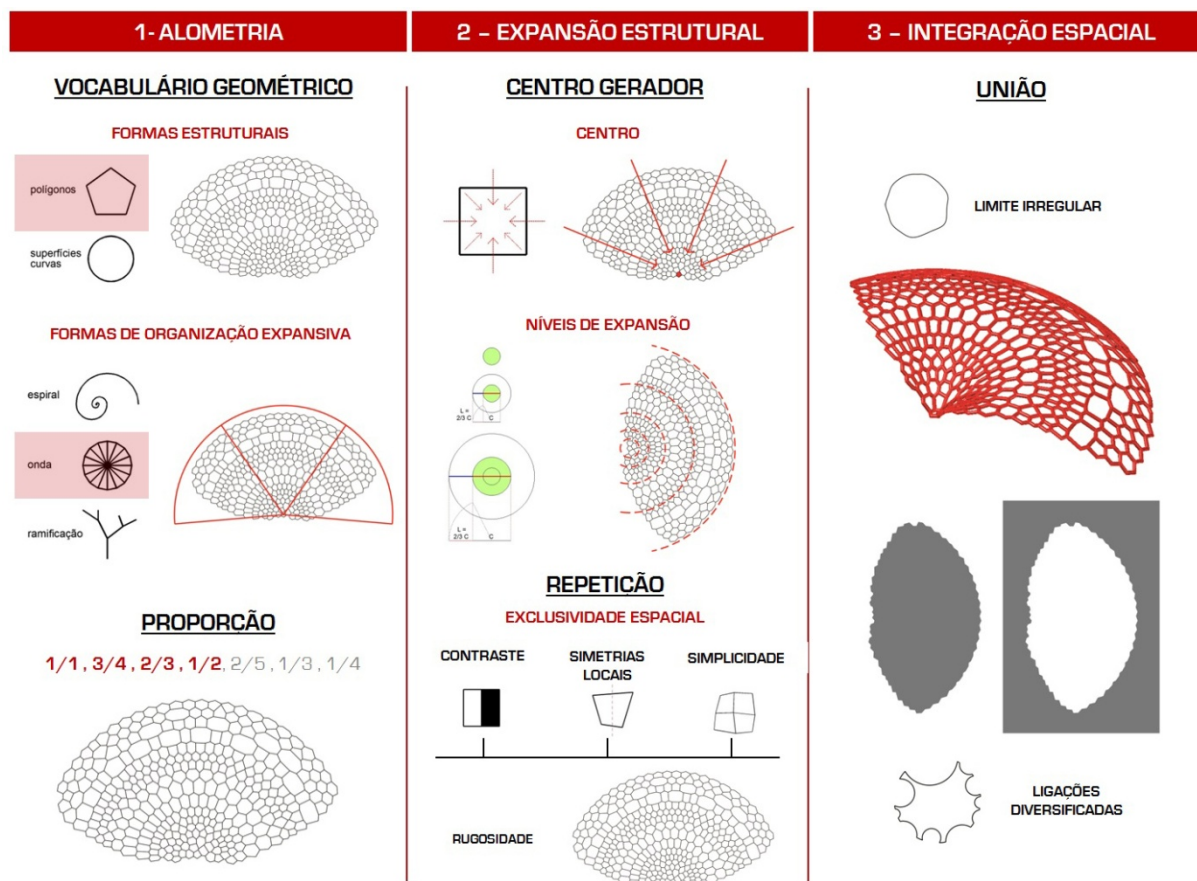 1- ALOMETRIA
VOCABULÁRIO GEOMÉTRICO
FORMAS ESTRUTURAIS
polígonos
superfícies
curvas
FORMAS DE ORGANIZAÇÃO EXPANSIVA
espiral
onda
ramificação
PROPORÇÃO
1/1 , 3/4 , 2/3 , 1/2, 2/5 , 1/3 , 1/4
2 – EXPANSÃO ESTRUTURAL
CENTRO GERADOR
CENTRO
NÍVEIS DE EXPANSÃO
L =
2/3 C
C
L =
2/3 C
C
REPETIÇÃO
EXCLUSIVIDADE ESPACIAL
CONTRASTE
SIMETRIAS
LOCAIS
SIMPLICIDADE
RUGOSIDADE
3 – INTEGRAÇÃO ESPACIAL
UNIÃO
LIMITE IRREGULAR
LIGAÇÕES
DIVERSIFICADAS